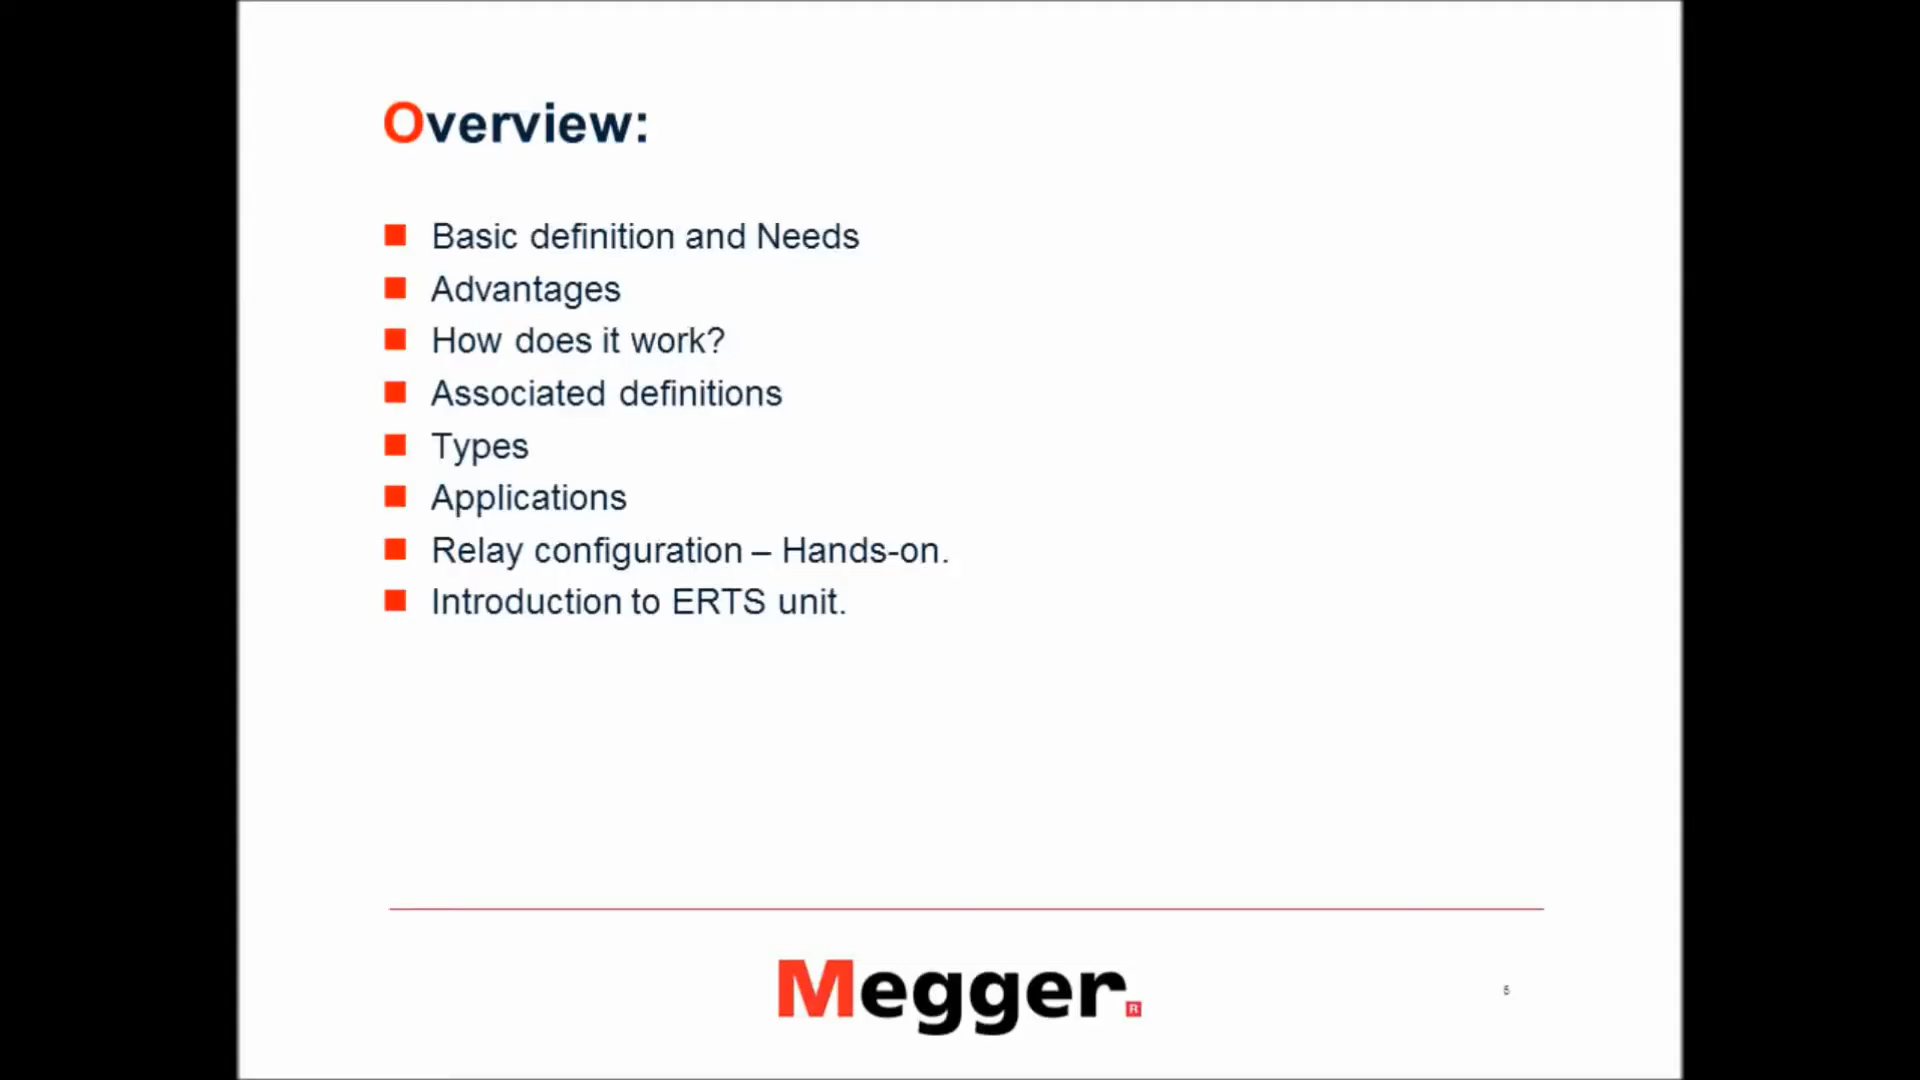 Overview:
Basic definition and Needs
Advantages
How does it work?
Associated definitions
Types
Applications
Relay configuration – Hands-on.
Introduction to ERTS unit.
Megger.
R
5